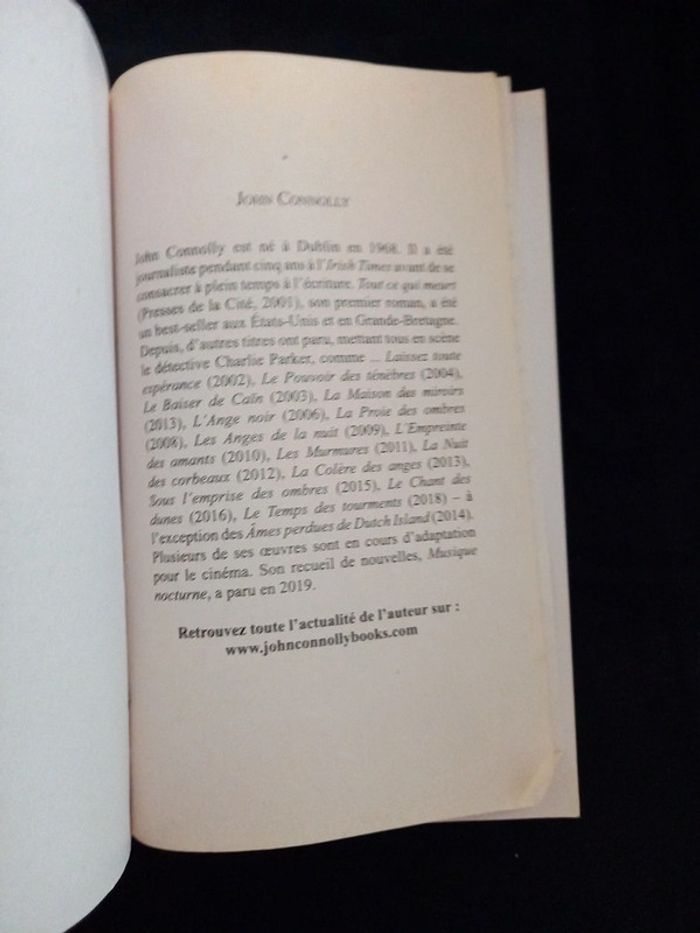 JOHN CONNOLLY
John Connolly est né à Dublin en 1968. Il a été
journaliste pendant cinq ans à l'Irish Times avant de se
consacrer à plein temps à l'écriture. Tout ce qui meurt
(Presses de la Cité, 2001), son premier roman, a été
un best-seller aux États-Unis et en Grande-Bretagne.
Depuis, d'autres titres ont paru, mettant tous en scène
le détective Charlie Parker, comme ... Laissez toute
espérance (2002), Le Pouvoir des ténèbres (2004),
Le Baiser de Caïn (2003), La Maison des miroirs
(2013), L'Ange noir (2006), La Proie des ombres
(2008), Les Anges de la nuit (2009), L'Empreinte
des amants (2010), Les Murmures (2011), La Nuit
des corbeaux (2012), La Colère des anges (2013),
Sous l'emprise des ombres (2015), Le Chant des
dunes (2016), Le Temps des tourments (2018) – à
l'exception des Âmes perdues de Dutch Island (2014).
Plusieurs de ses œuvres sont en cours d'adaptation
pour le cinéma. Son recueil de nouvelles, Musique
nocturne, a paru en 2019.
Retrouvez toute l'actualité de l'auteur sur :
www.johnconnollybooks.com